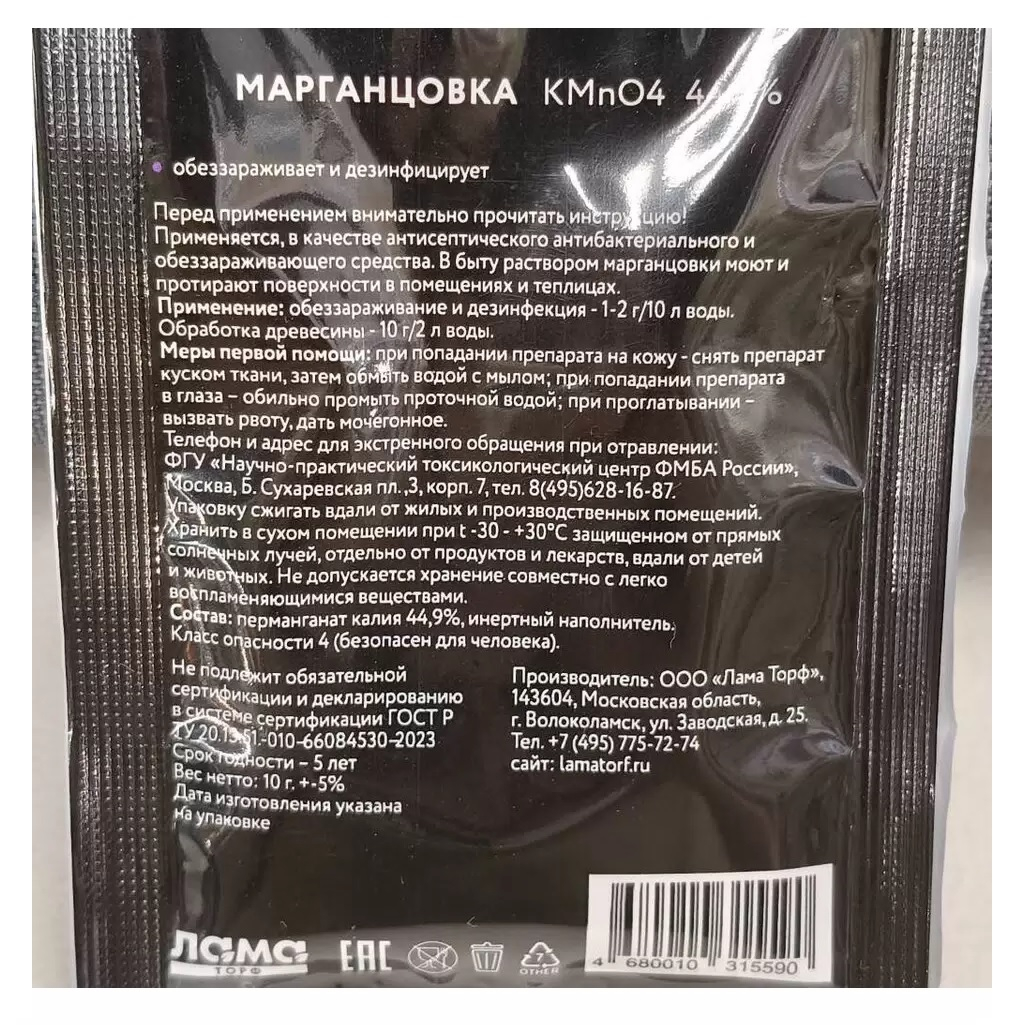 МАРГАНЦОВКА KMnO4
• обеззараживает и дезинфицирует
Перед применением внимательно прочитать инструкцию!
Применяется, в качестве антисептического антибактериального и
обеззараживающего средства. В быту раствором марганцовки моют и
протирают поверхности в помещениях и теплицах.
Применение: обеззараживание и дезинфекция - 1-2 г/10 л воды.
Обработка древесины - 10 г/2 л воды.
Меры первой помощи: при попадании препарата на кожу - снять препарат
куском ткани, затем обмыть водой с мылом; при попадании препарата
в глаза – обильно промыть проточной водой; при проглатывании –
вызвать рвоту, дать мочегонное.
Телефон и адрес для экстренного обращения при отравлении:
ФГУ «Научно-практический токсикологический центр ФМБА России»,
Москва, Б. Сухаревская пл.,3, корп. 7, тел. 8(495)628-16-87.
Упаковку сжигать вдали от жилых и производственных помещений.
Хранить в сухом помещении при t -30 - +30°C защищенном от прямых
солнечных лучей, отдельно от продуктов и лекарств, вдали от детей
и животных. Не допускается хранение совместно с легко
воспламеняющимися веществами.
Состав: перманганат калия 44,9%, инертный наполнитель.
Класс опасности 4 (безопасен для человека).
Не подлежит обязательной
сертификации и декларированию
в системе сертификации ГОСТ Р
ТУ 20.13.51-010-66084530-2023
Срок годности – 5 лет
Вес нетто: 10 г. +-5%
Дата изготовления указана
на упаковке
Производитель: ООО «Лама Торф»,
143604, Московская область,
г. Волоколамск, ул. Заводская, д. 25.
Тел. +7 (495) 775-72-74
сайт: lamatorf.ru
лама
ТОРФ
EAC
7
OTHER
4 680010 315590